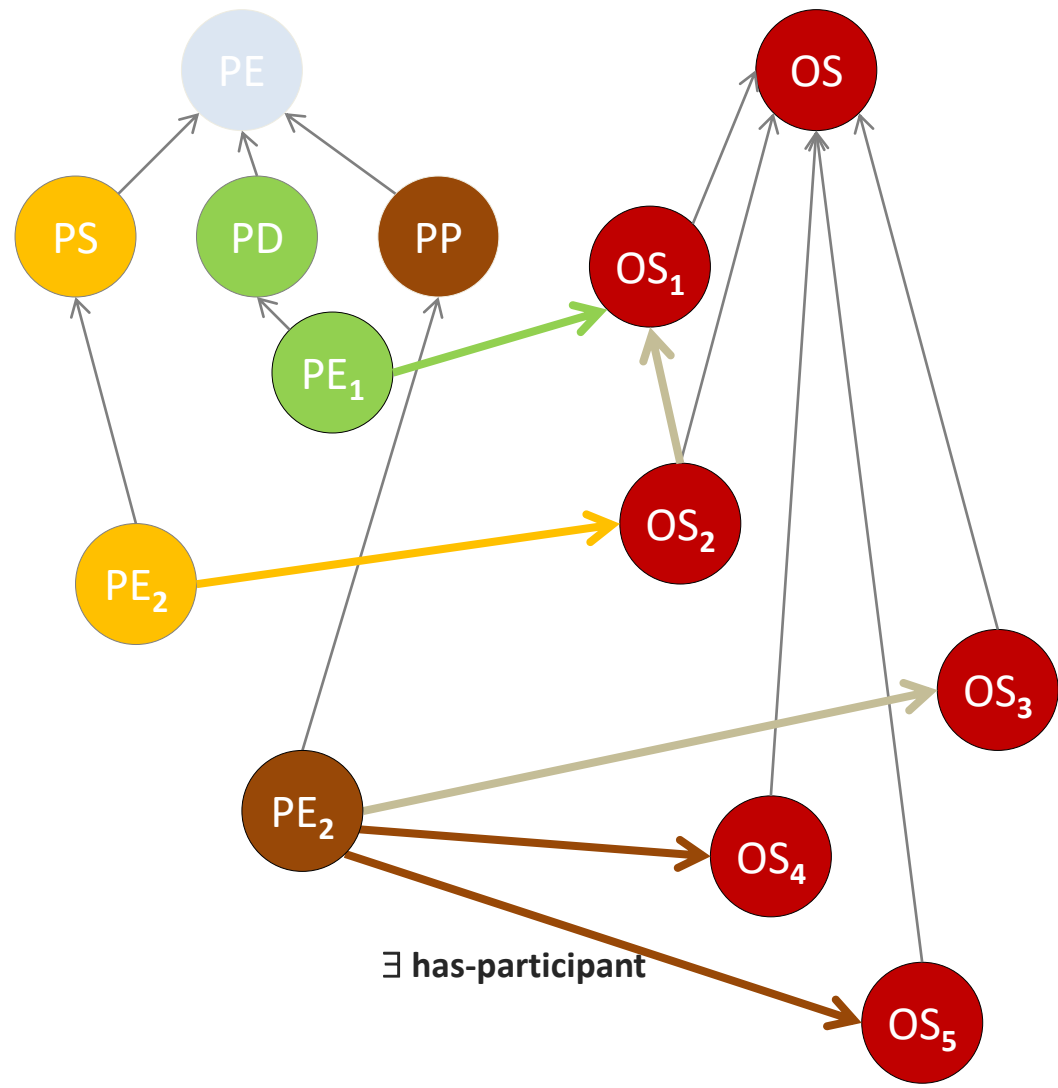 PE
OS
PS
PD
PP
OS₁
PE₁
OS₂
PE₂
OS₃
PE₂
OS₄
∃ has-participant
OS₅